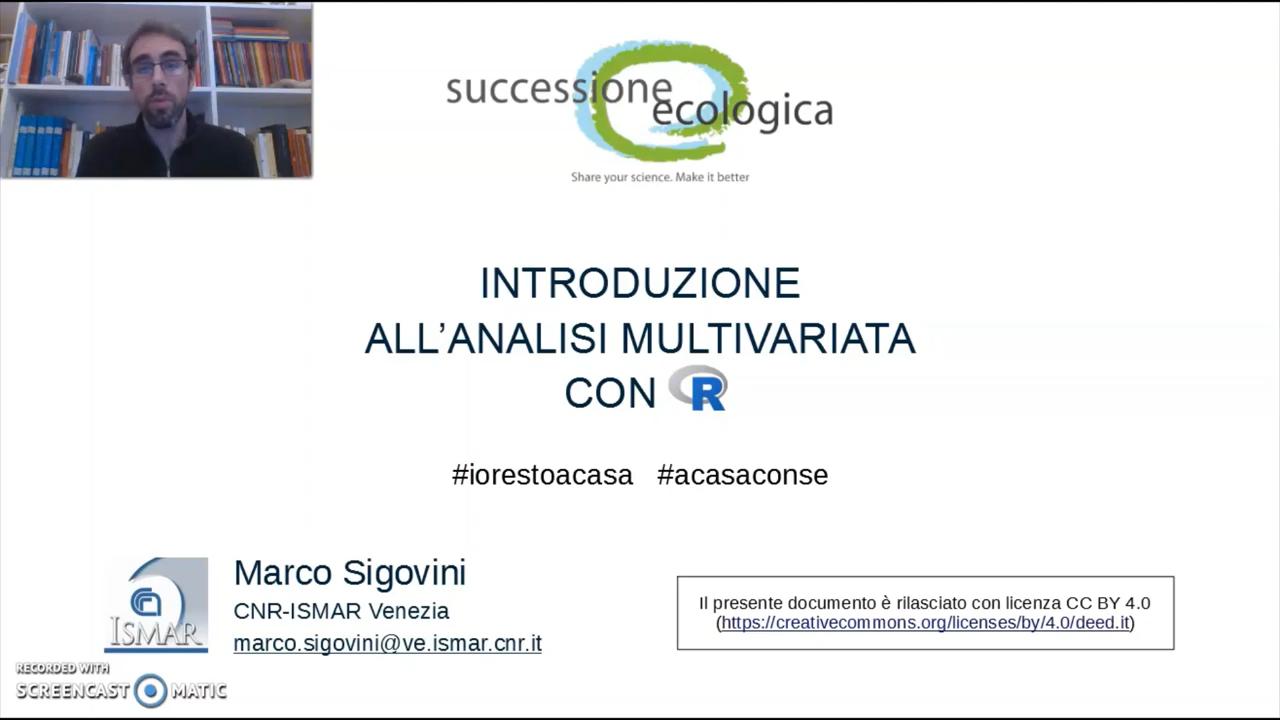 successione
ecologica
Share your science. Make it better
INTRODUZIONE
ALL’ANALISI MULTIVARIATA
CON R
#iorestoacasa #acasaconse
ISMAR
Marco Sigovini
CNR-ISMAR Venezia
marco.sigovini@ve.ismar.cnr.it
Il presente documento è rilasciato con licenza CC BY 4.0
(https://creativecommons.org/licenses/by/4.0/deed.it)
RECORDED WITH
SCREENCAST MATIC